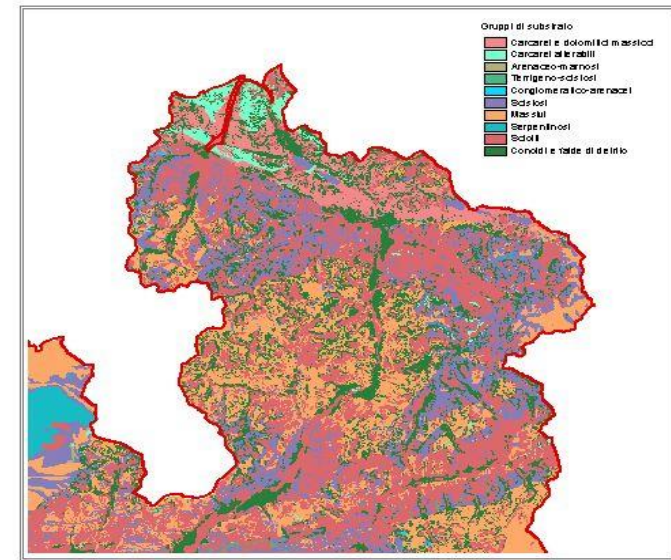 Gruppi di substrato
Carcarei e dolomitici massicci
Carcarei alterabili
Arenaceo-marnosi
Terrigeno-scistosi
Conglomeratico-arenacei
Scistosi
Massivi
Serpentinosi
Sciolti
Conoidi e falde di detrito